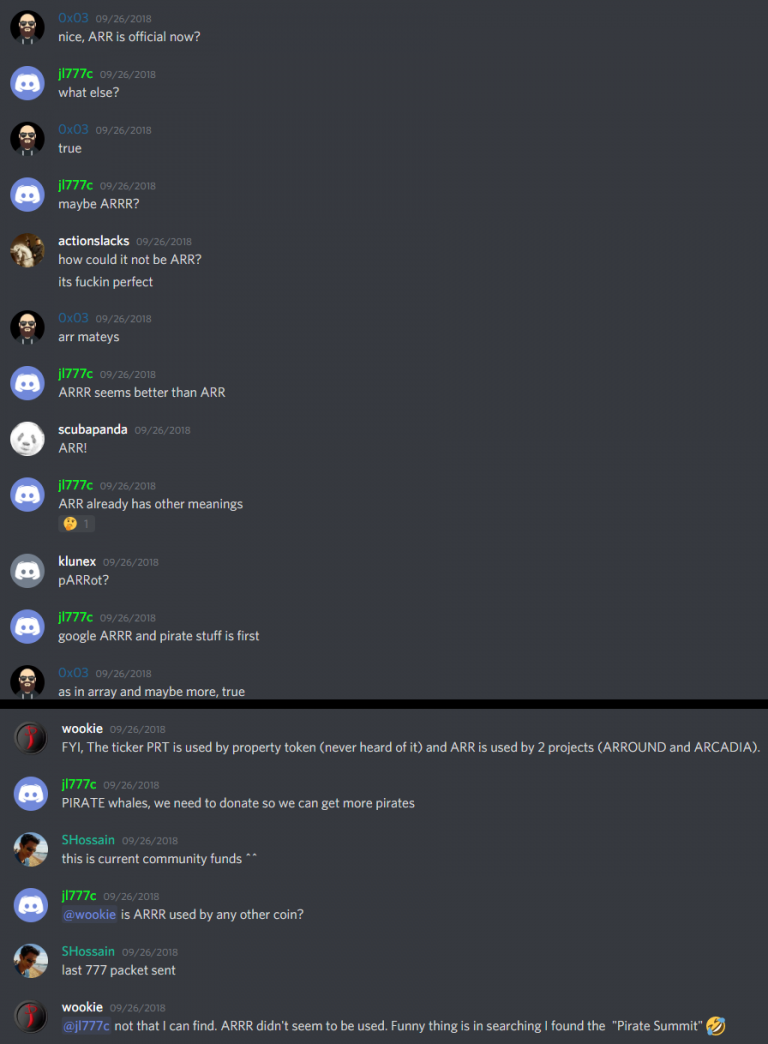 0x03 09/26/2018
nice, ARR is official now?
jl777c 09/26/2018
what else?
0x03 09/26/2018
true
jl777c 09/26/2018
maybe ARRR?
actionslacks 09/26/2018
how could it not be ARR?
its fuckin perfect
0x03 09/26/2018
arr mateys
jl777c 09/26/2018
ARRR seems better than ARR
scubapanda 09/26/2018
ARR!
jl777c 09/26/2018
ARR already has other meanings
🤔 1
klunex 09/26/2018
pARRot?
jl777c 09/26/2018
google ARRR and pirate stuff is first
0x03 09/26/2018
as in array and maybe more, true
wookie 09/26/2018
FYI, The ticker PRT is used by property token (never heard of it) and ARR is used by 2 projects (ARROUND and ARCADIA).
jl777c 09/26/2018
PIRATE whales, we need to donate so we can get more pirates
SHossain 09/26/2018
this is current community funds ^^
jl777c 09/26/2018
@wookie is ARRR used by any other coin?
SHossain 09/26/2018
last 777 packet sent
wookie 09/26/2018
@jl777c not that I can find. ARRR didn't seem to be used. Funny thing is in searching I found the "Pirate Summit" 🤣